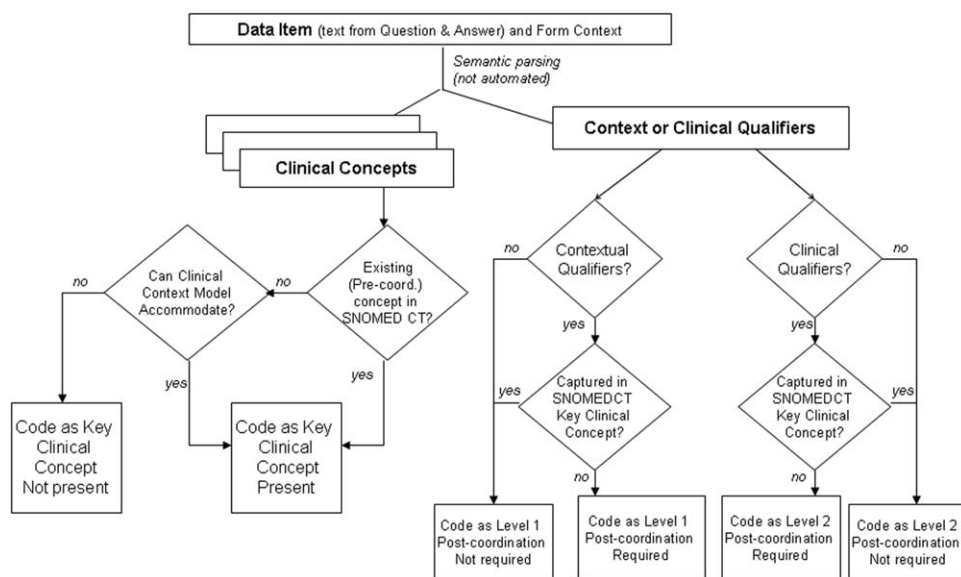 Data Item (text from Question & Answer) and Form Context
Semantic parsing
(not automated)
Clinical Concepts
Context or Clinical Qualifiers
Can Clinical
Context Model
Accommodate?
no
no
Existing
(Pre-coord.)
concept in
SNOMED CT?
yes
yes
Code as Key
Clinical
Concept
Not present
Code as Key
Clinical
Concept
Present
no
Contextual
Qualifiers?
yes
yes
Captured in
SNOMEDCT
Key Clinical
Concept?
no
Clinical
Qualifiers?
no
yes
Captured in
SNOMEDCT
Key Clinical
Concept?
yes
no
Code as Level 1
Post-coordination
Not required
Code as Level 1
Post-coordination
Required
Code as Level 2
Post-coordination
Required
Code as Level 2
Post-coordination
Not required